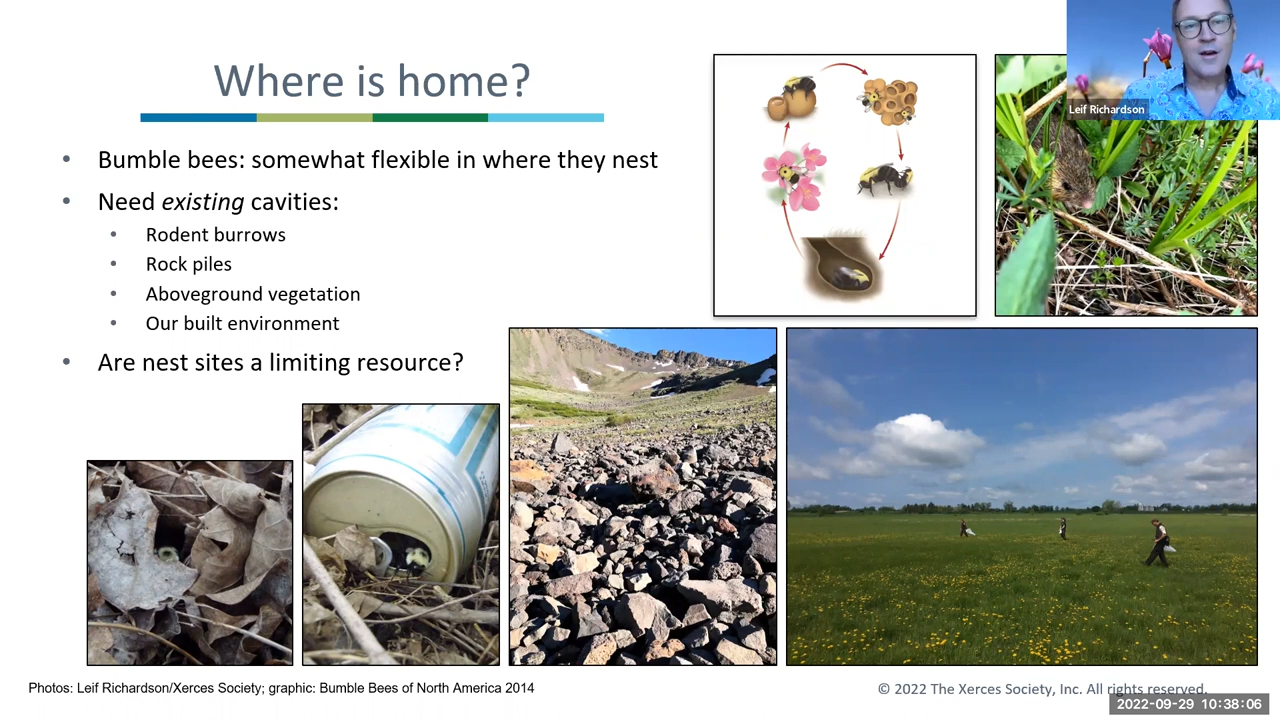 Where is home?
Leif Richardson
• Bumble bees: somewhat flexible in where they nest
• Need existing cavities:
• Rodent burrows
• Rock piles
• Aboveground vegetation
• Our built environment
• Are nest sites a limiting resource?
Photos: Leif Richardson/Xerces Society; graphic: Bumble Bees of North America 2014
© 2022 The Xerces Society, Inc. All rights reserved.
2022-09-29 10:38:06